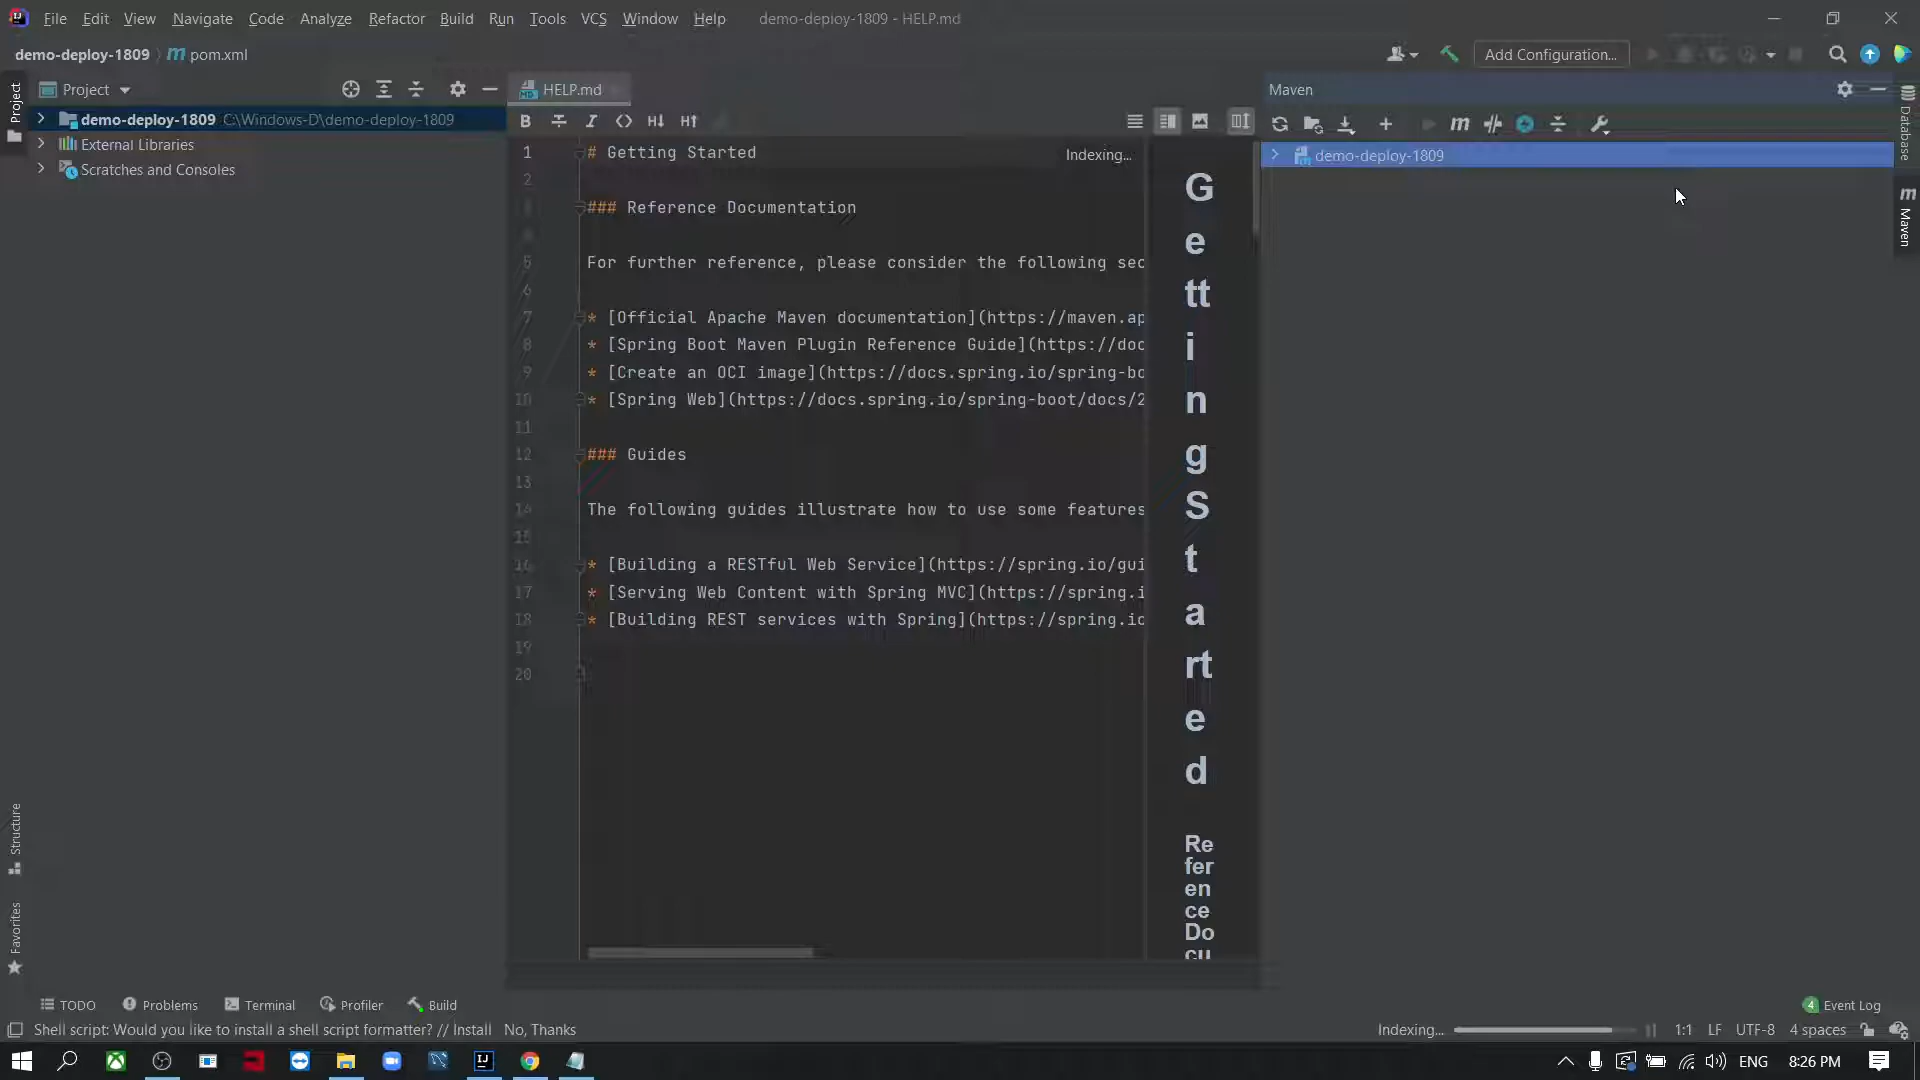 File Edit View Navigate Code Analyze Refactor Build Run Tools VCS Window Help demo-deploy-1809 - HELP.md
demo-deploy-1809 pom.xml
Add Configuration...
Project
HELP.md
Maven
demo-deploy-1809 C:\Windows-D\demo-deploy-1809
External Libraries
Scratches and Consoles
Project
Structure
Favorites
1 # Getting Started
Indexing...
2
### Reference Documentation
5 For further reference, please consider the following sec
6
7 * [Official Apache Maven documentation](https://maven.ap
8 * [Spring Boot Maven Plugin Reference Guide](https://doc
9 * [Create an OCI image](https://docs.spring.io/spring-bo
10 * [Spring Web](https://docs.spring.io/spring-boot/docs/2
11
12 ### Guides
13
14 The following guides illustrate how to use some features
15
16 * [Building a RESTful Web Service](https://spring.io/gui
17 * [Serving Web Content with Spring MVC](https://spring.i
18 * [Building REST services with Spring](https://spring.io
19
20
G
e
tt
i
n
g
S
t
a
rt
e
d
Re
fer
en
ce
Do
cu
demo-deploy-1809
Database
Maven
TODO Problems Terminal Profiler Build
4 Event Log
Shell script: Would you like to install a shell script formatter? // Install No, Thanks
Indexing... 1:1 LF UTF-8 4 spaces
ENG 8:26 PM